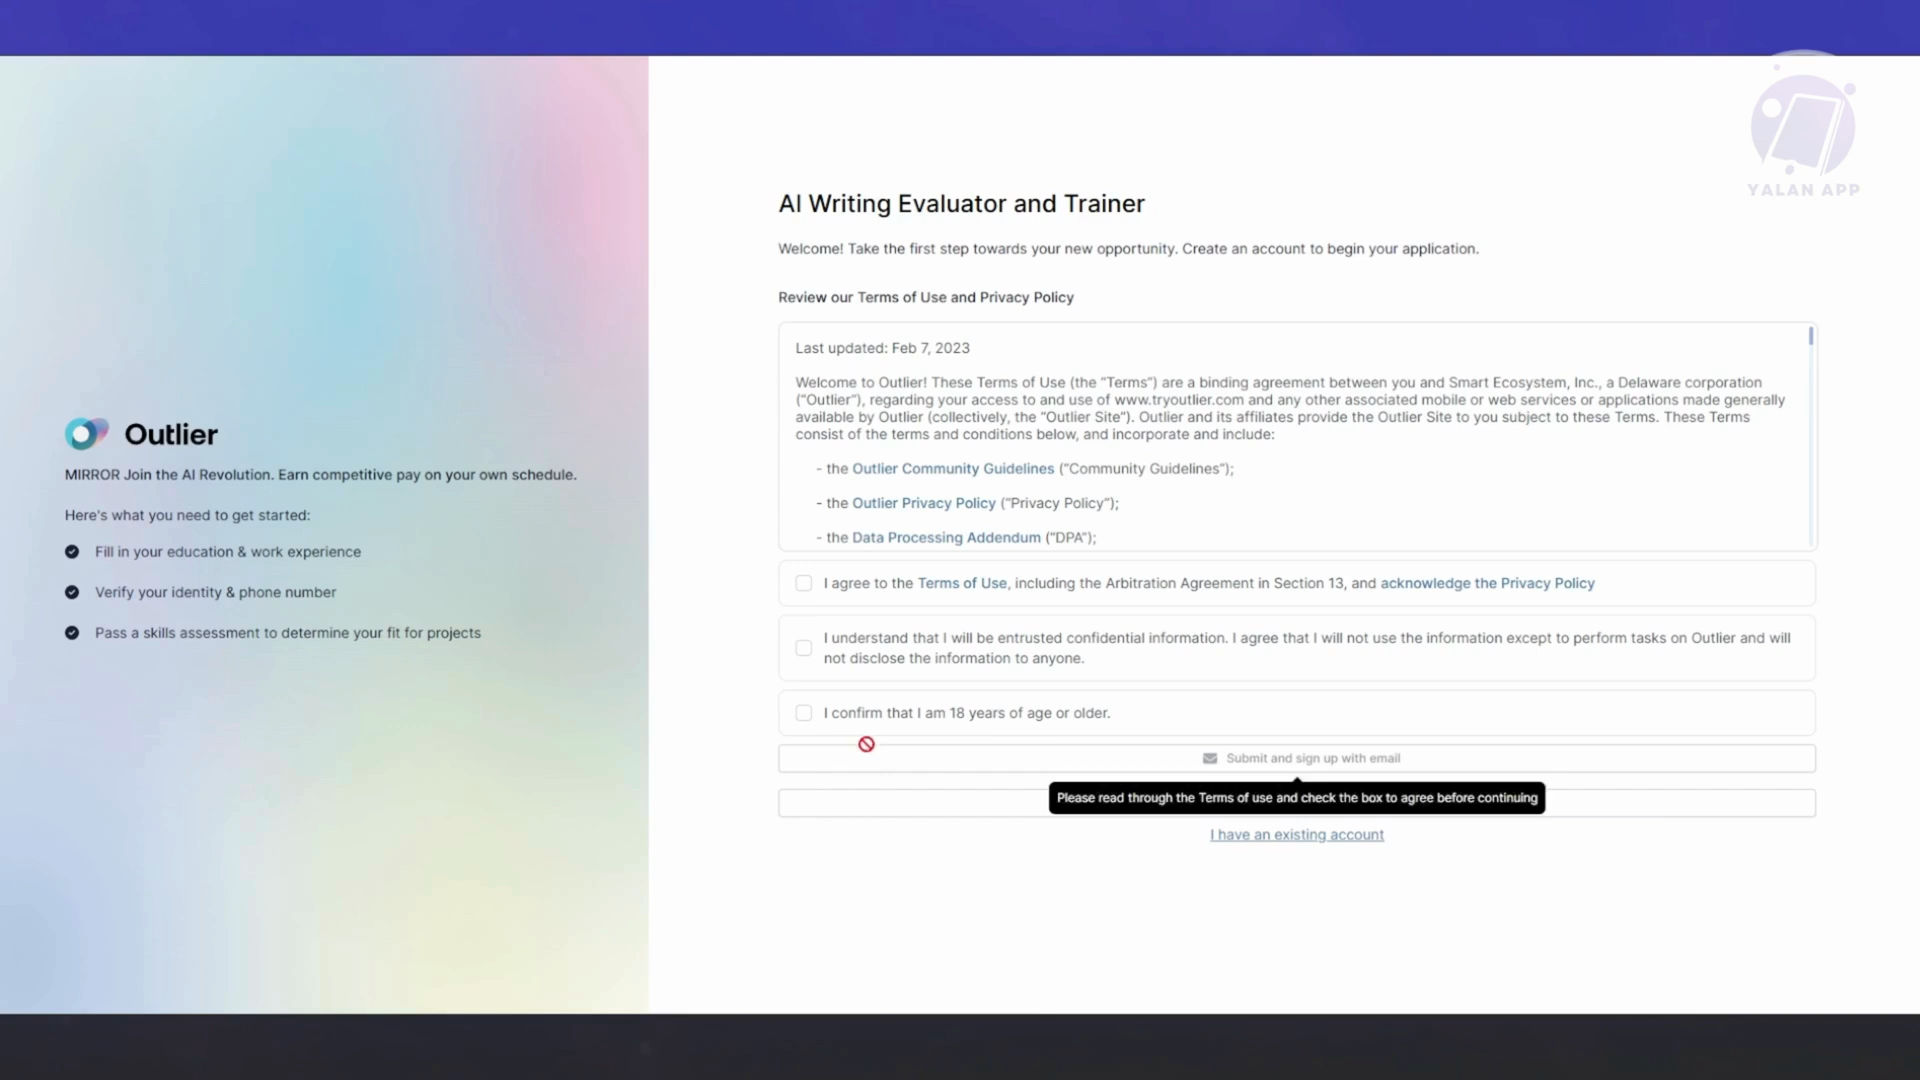 YALAN APP
AI Writing Evaluator and Trainer
Welcome! Take the first step towards your new opportunity. Create an account to begin your application.
Review our Terms of Use and Privacy Policy
Last updated: Feb 7, 2023
Welcome to Outlier! These Terms of Use (the “Terms”) are a binding agreement between you and Smart Ecosystem, Inc., a Delaware corporation
(“Outlier”), regarding your access to and use of www.tryoutlier.com and any other associated mobile or web services or applications made generally
available by Outlier (collectively, the “Outlier Site”). Outlier and its affiliates provide the Outlier Site to you subject to these Terms. These Terms
consist of the terms and conditions below, and incorporate and include:
- the Outlier Community Guidelines (“Community Guidelines”);
- the Outlier Privacy Policy (“Privacy Policy”);
- the Data Processing Addendum (“DPA”);
I agree to the Terms of Use, including the Arbitration Agreement in Section 13, and acknowledge the Privacy Policy
I understand that I will be entrusted confidential information. I agree that I will not use the information except to perform tasks on Outlier and will
not disclose the information to anyone.
I confirm that I am 18 years of age or older.
Submit and sign up with email
Please read through the Terms of use and check the box to agree before continuing
I have an existing account
Outlier
MIRROR Join the AI Revolution. Earn competitive pay on your own schedule.
Here's what you need to get started:
Fill in your education & work experience
Verify your identity & phone number
Pass a skills assessment to determine your fit for projects